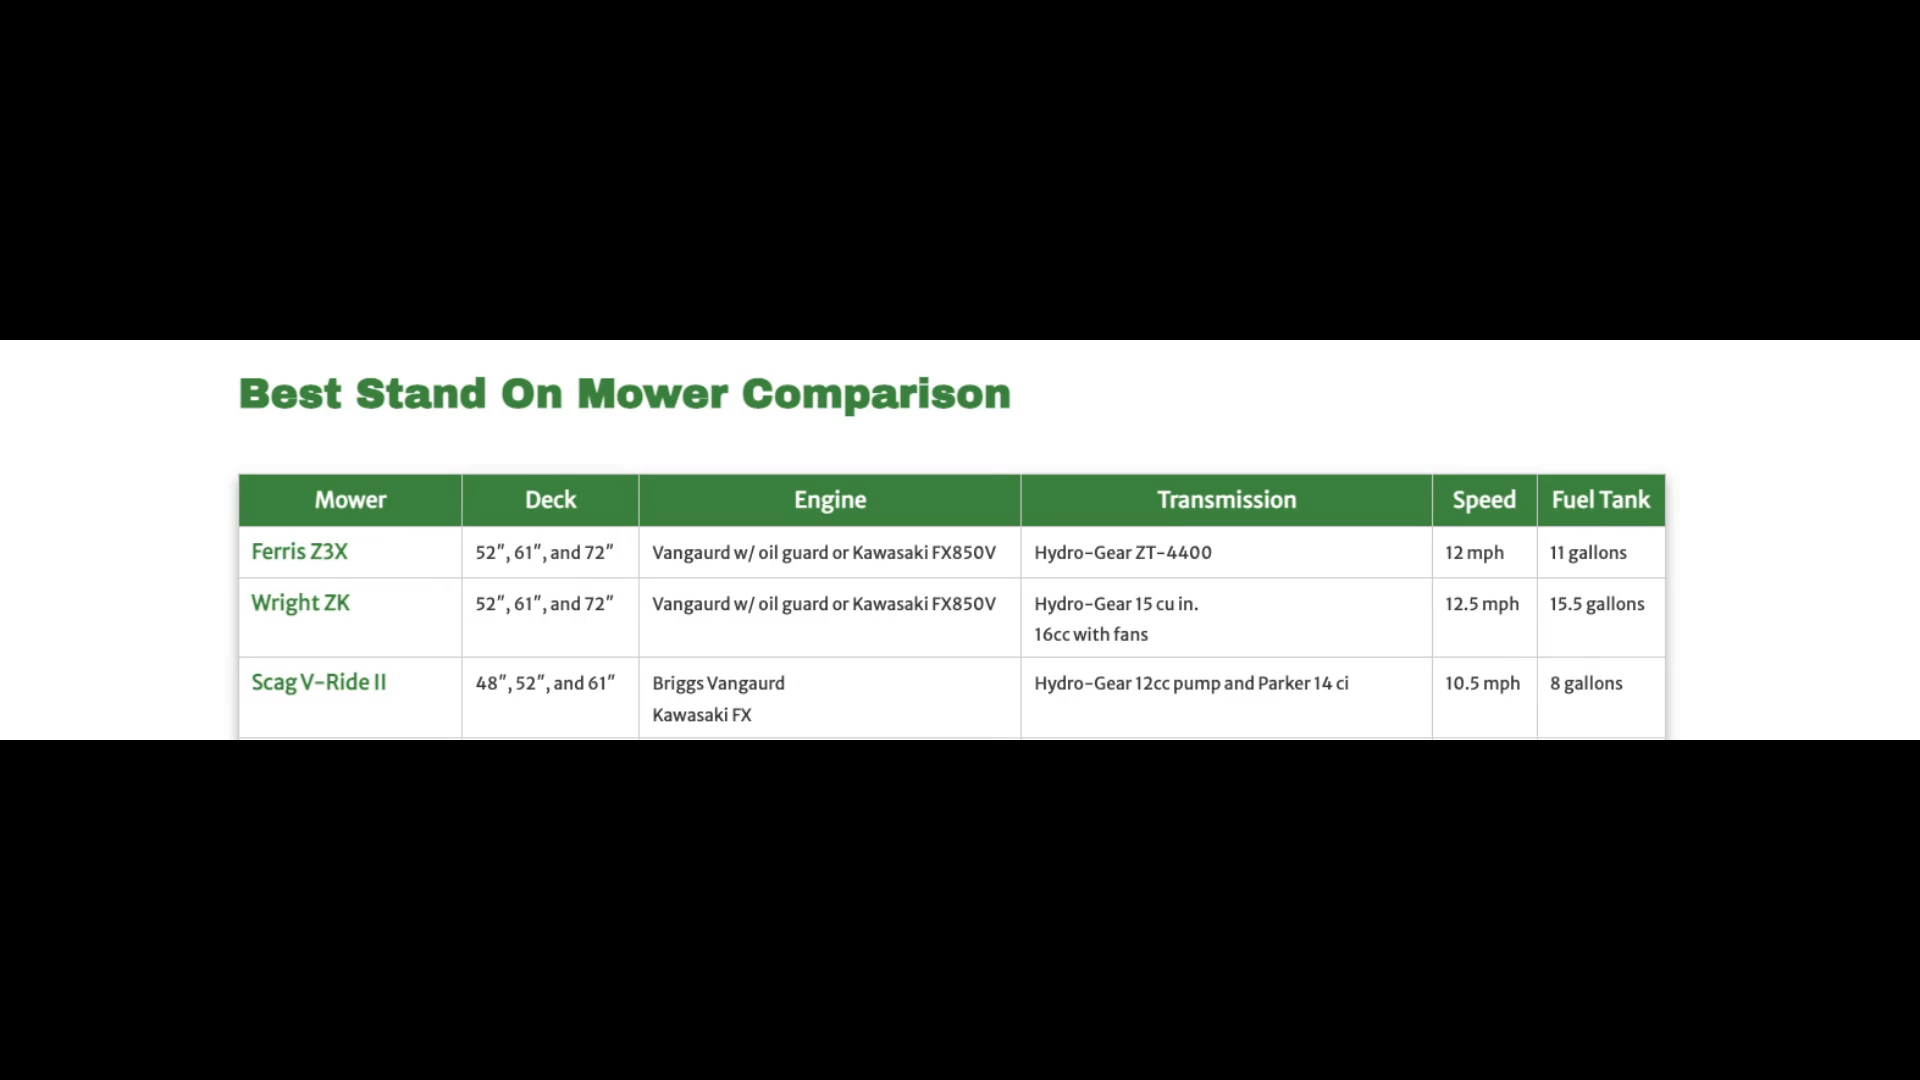 Best Stand On Mower Comparison
Mower Deck Engine Transmission Speed Fuel Tank
Ferris Z3X 52″, 61″, and 72″ Vangaurd w/ oil guard or Kawasaki FX850V Hydro-Gear ZT-4400 12 mph 11 gallons
Wright ZK 52″, 61″, and 72″ Vangaurd w/ oil guard or Kawasaki FX850V Hydro-Gear 15 cu in. 12.5 mph 15.5 gallons
16cc with fans
Scag V-Ride II 48″, 52″, and 61″ Briggs Vangaurd Hydro-Gear 12cc pump and Parker 14 ci 10.5 mph 8 gallons
Kawasaki FX